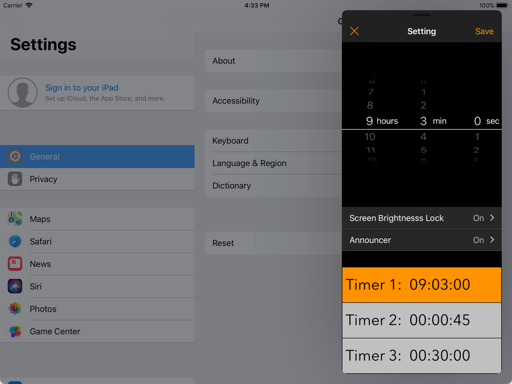 Carrier
4:33 PM
100%
Settings
Sign in to your iPad
Set up iCloud, the App Store, and more.
General
Privacy
Maps
Safari
News
Siri
Photos
Game Center
G
About
Accessibility
Keyboard
Language & Region
Dictionary
Reset
Setting
Save
7 1
8 2
9 hours 3 min 0 sec
10 4 1
11 5 2
Screen Brightnesss Lock On
Announcer On
Timer 1: 09:03:00
Timer 2: 00:00:45
Timer 3: 00:30:00